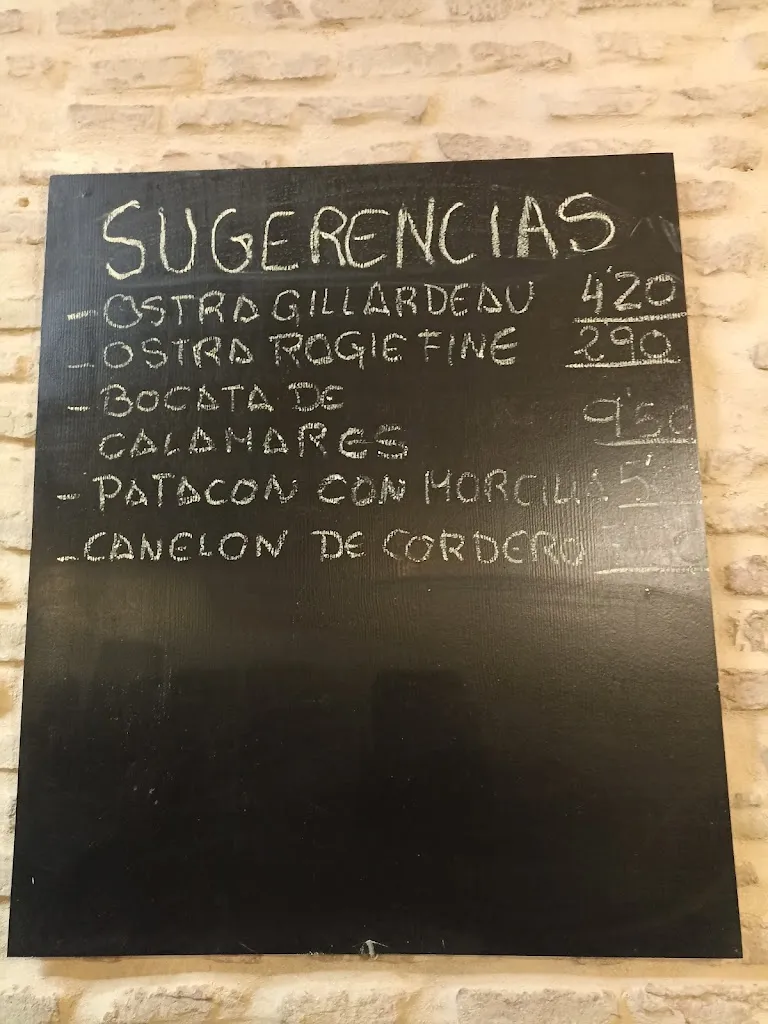 SUGERENCIAS
- OSTRA GILLARDEAU 4'20
- OSTRA ROGIE FINE 2'90
- BOCATA DE
CALAMARES 9'50
- PATACON CON MORCILLA 5'
- CANELON DE CORDERO